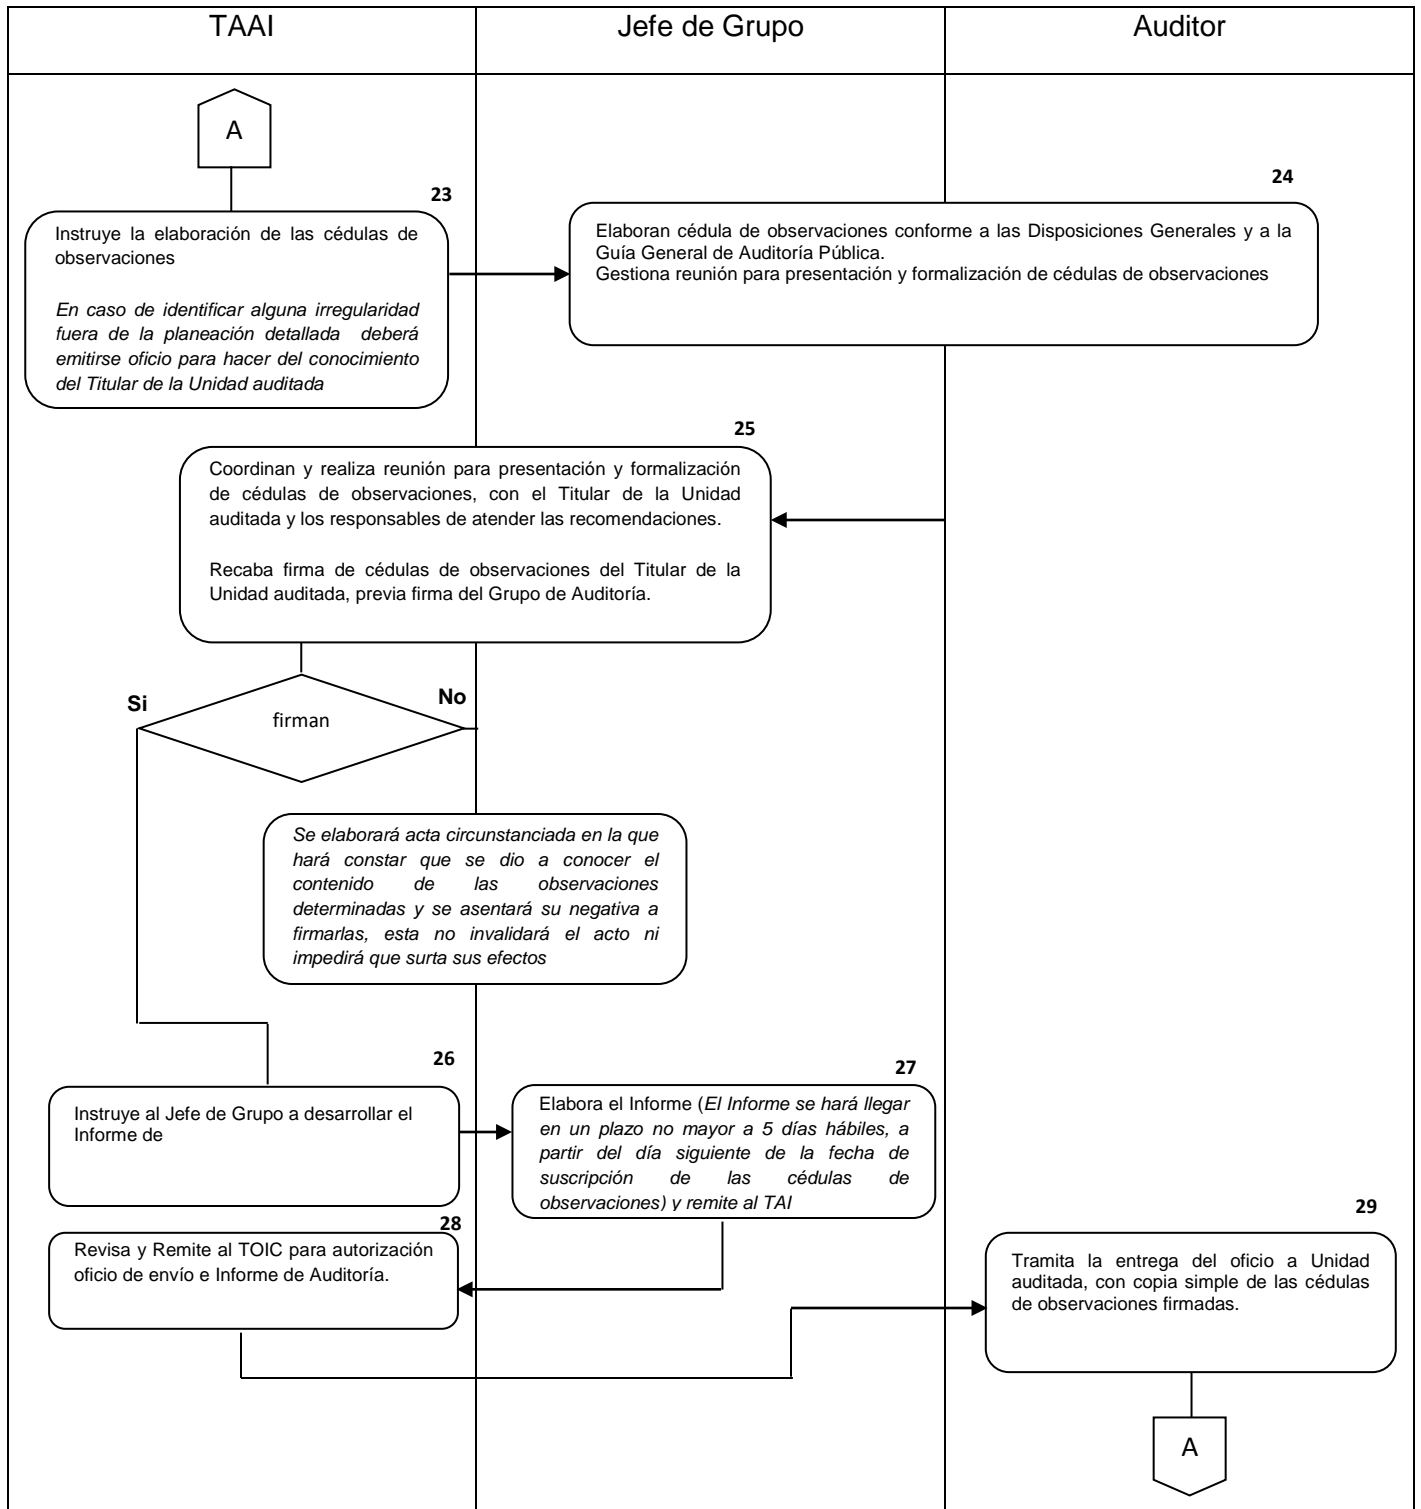 TAAI
Jefe de Grupo
Auditor
A
23
Instruye la elaboración de las cédulas de
observaciones
En caso de identificar alguna irregularidad
fuera de la planeación detallada deberá
emitirse oficio para hacer del conocimiento
del Titular de la Unidad auditada
24
Elaboran cédula de observaciones conforme a las Disposiciones Generales y a la
Guía General de Auditoría Pública.
Gestiona reunión para presentación y formalización de cédulas de observaciones
25
Coordinan y realiza reunión para presentación y formalización
de cédulas de observaciones, con el Titular de la Unidad
auditada y los responsables de atender las recomendaciones.
Recaba firma de cédulas de observaciones del Titular de la
Unidad auditada, previa firma del Grupo de Auditoría.
Si
No
firman
Se elaborará acta circunstanciada en la que
hará constar que se dio a conocer el
contenido de las observaciones
determinadas y se asentará su negativa a
firmarlas, esta no invalidará el acto ni
impedirá que surta sus efectos
26
Instruye al Jefe de Grupo a desarrollar el
Informe de
27
Elabora el Informe (El Informe se hará llegar
en un plazo no mayor a 5 días hábiles, a
partir del día siguiente de la fecha de
suscripción de las cédulas de
observaciones) y remite al TAI
28
Revisa y Remite al TOIC para autorización
oficio de envío e Informe de Auditoría.
29
Tramita la entrega del oficio a Unidad
auditada, con copia simple de las cédulas
de observaciones firmadas.
A